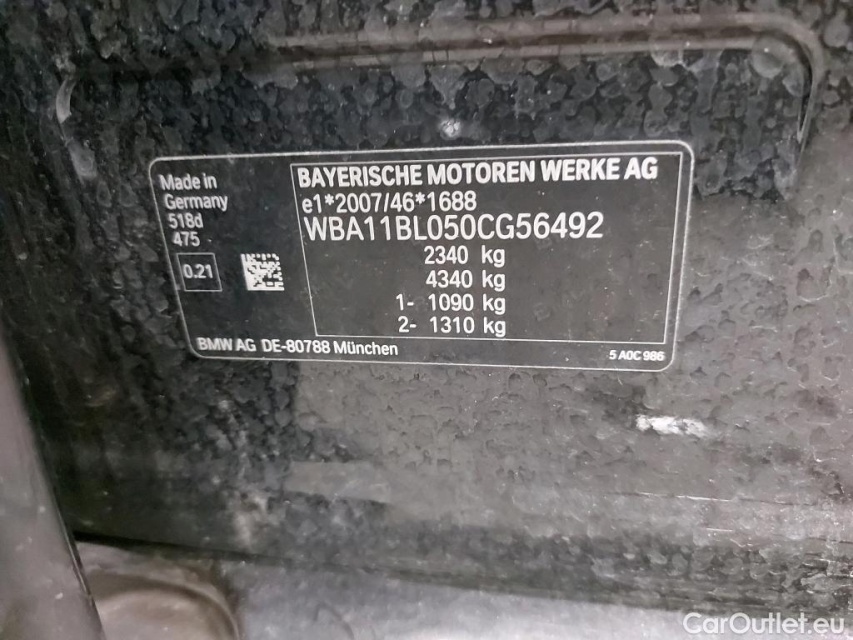 Made in
Germany
518d
475
0.21
BAYERISCHE MOTOREN WERKE AG
e1*2007/46*1688
WBA11BL050CG56492
2340 kg
4340 kg
1- 1090 kg
2- 1310 kg
BMW AG DE-80788 München
5 A0C 986
CarOutlet.eu